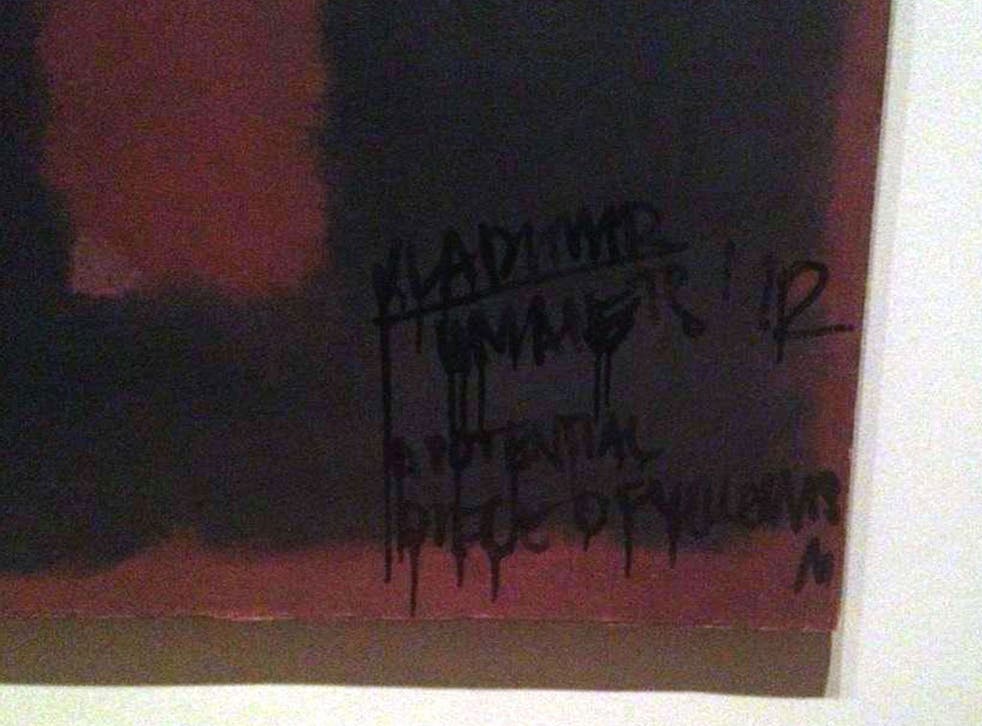 VLADIMIR
UMANETS '12
A POTENTIAL
PIECE OF YELLOWIS
M